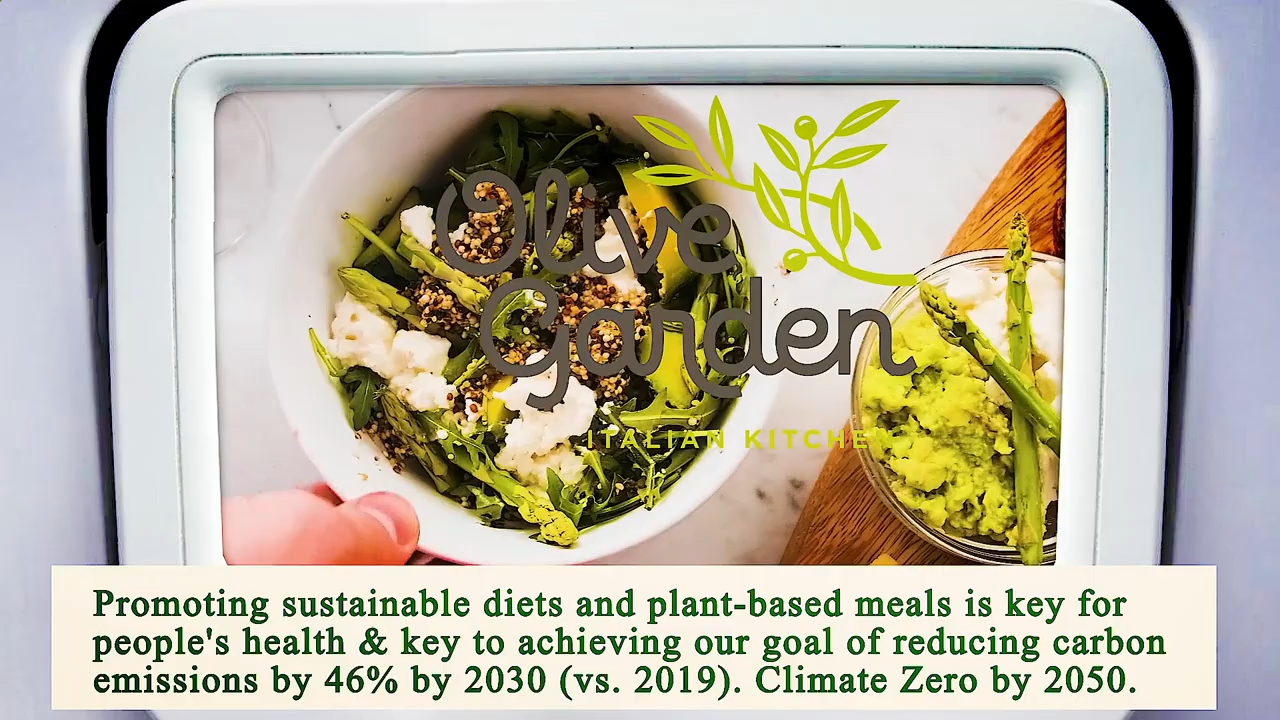 Olive
Garden
ITALIAN KITCHEN
Promoting sustainable diets and plant-based meals is key for
people's health & key to achieving our goal of reducing carbon
emissions by 46% by 2030 (vs. 2019). Climate Zero by 2050.